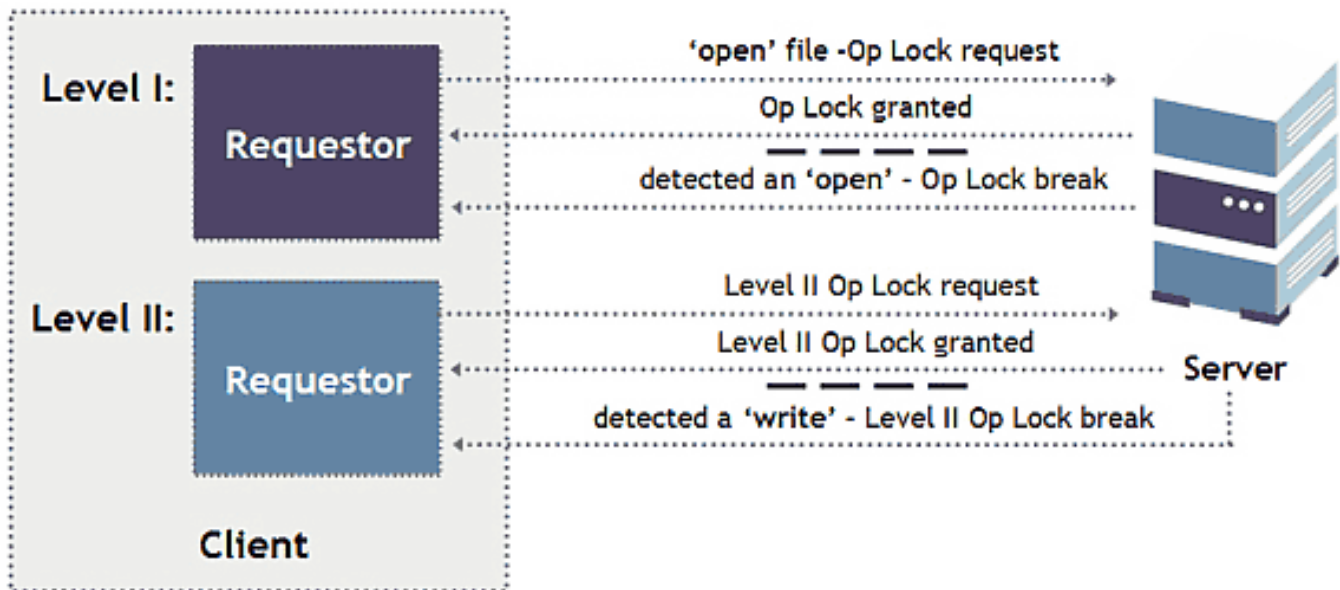 Level I:
Requestor
'open' file -Op Lock request
Op Lock granted
detected an 'open' - Op Lock break
Level II:
Requestor
Level II Op Lock request
Level II Op Lock granted
detected a 'write' - Level II Op Lock break
Server
Client